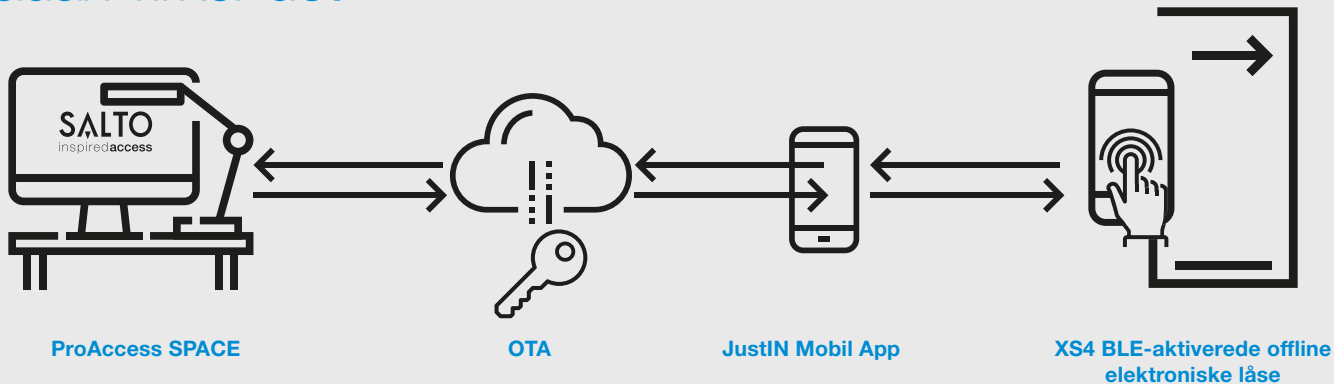 SALTO
inspiredaccess
ProAccess SPACE
OTA
JustIN Mobil App
XS4 BLE-aktiverede offline
elektroniske låse